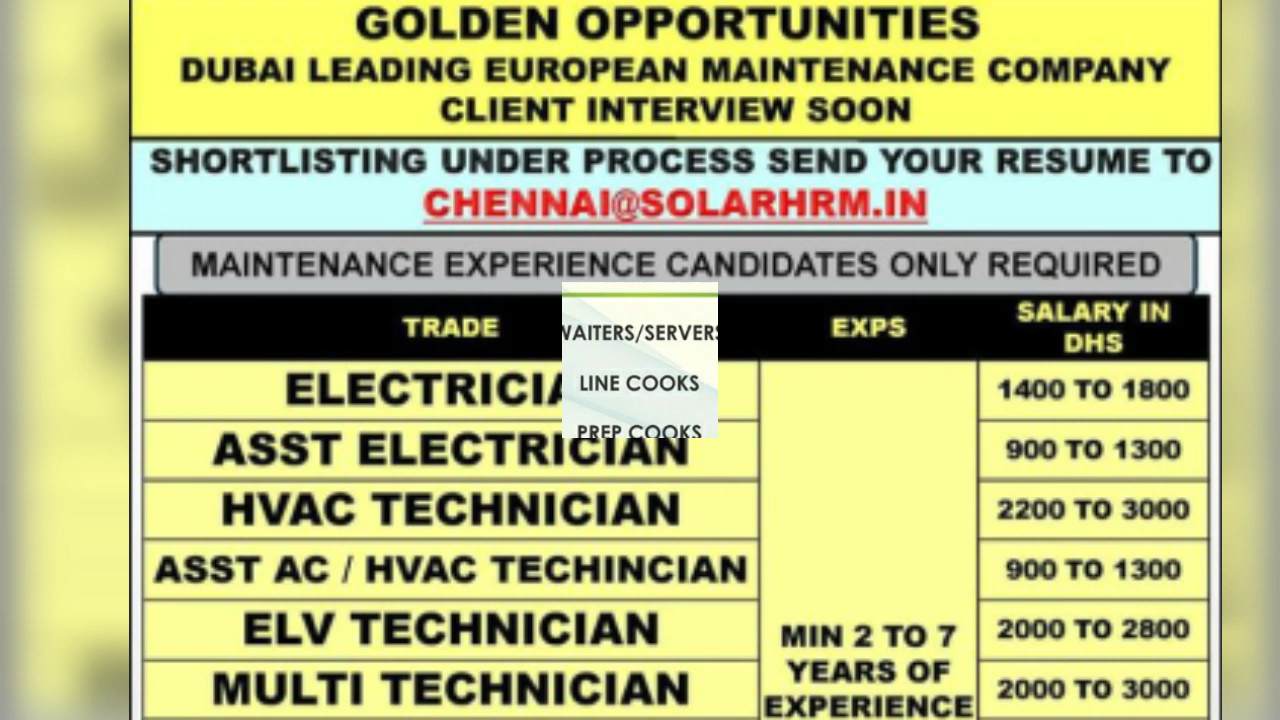 GOLDEN OPPORTUNITIES
DUBAI LEADING EUROPEAN MAINTENANCE COMPANY
CLIENT INTERVIEW SOON
SHORTLISTING UNDER PROCESS SEND YOUR RESUME TO
CHENNAI@SOLARHRM.IN
MAINTENANCE EXPERIENCE CANDIDATES ONLY REQUIRED
TRADE EXPS SALARY IN DHS
WAITERS/SERVERS
LINE COOKS
PREP COOKS
ELECTRICIA 1400 TO 1800
ASST ELECTRICIAN 900 TO 1300
HVAC TECHNICIAN 2200 TO 3000
ASST AC / HVAC TECHINCIAN 900 TO 1300
ELV TECHNICIAN 2000 TO 2800
MULTI TECHNICIAN 2000 TO 3000
MIN 2 TO 7
YEARS OF
EXPERIENCE